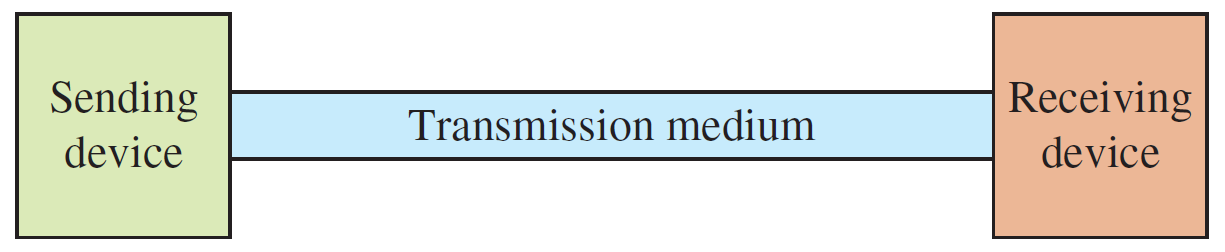 Sending
device
Transmission medium
Receiving
device